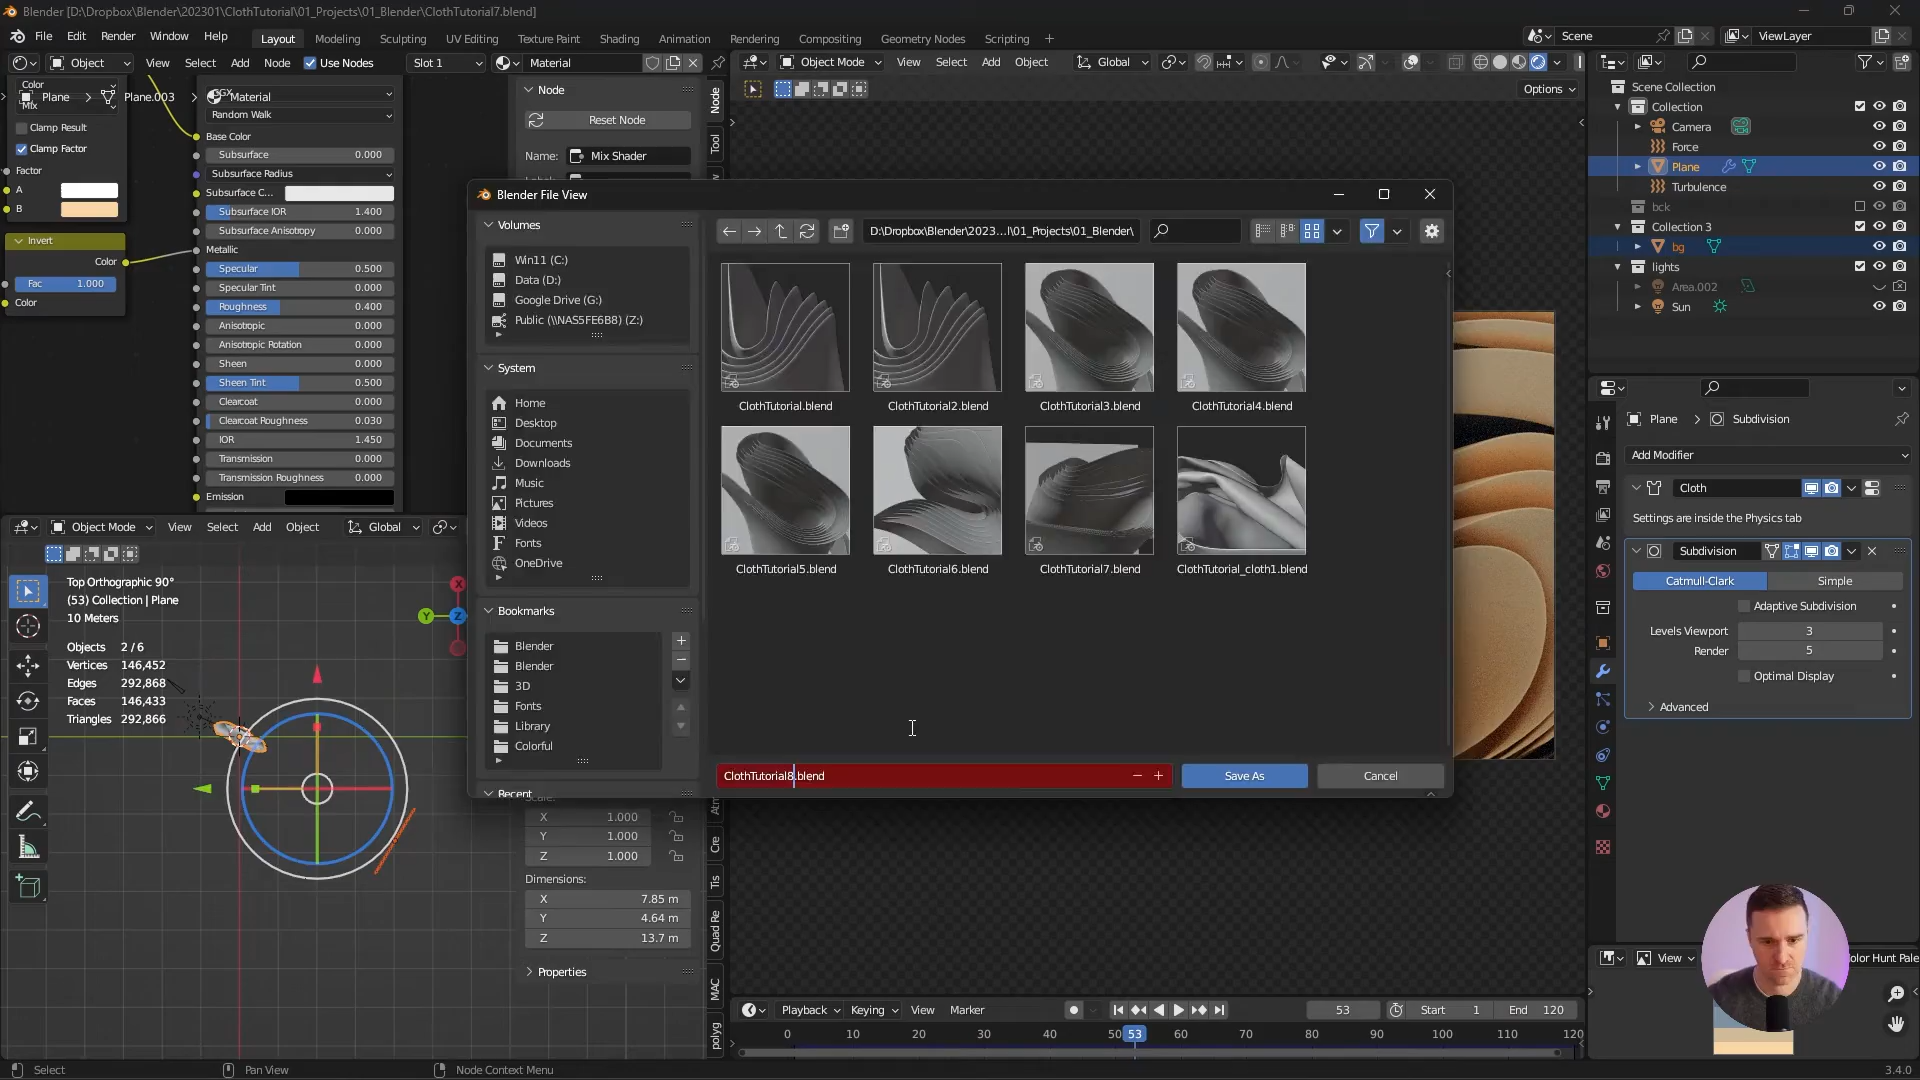 Blender [D:\Dropbox\Blender\202301\ClothTutorial\01_Projects\01_Blender\ClothTutorial7.blend]
File Edit Render Window Help Layout Modeling Sculpting UV Editing Texture Paint Shading Animation Rendering Compositing Geometry Nodes Scripting + Scene ViewLayer
Object View Select Add Node Use Nodes Slot 1 Material
Object Mode View Select Add Object Global
Options
Color
Mix
Plane > Plane.003 > Material
Clamp Result
Clamp Factor
Factor
A
B
Invert
Color
Fac 1.000
Color
Random Walk
Base Color
Subsurface 0.000
Subsurface Radius
Subsurface C...
Subsurface IOR 1.400
Subsurface Anisotropy 0.000
Metallic
Specular 0.500
Specular Tint 0.000
Roughness 0.400
Anisotropic 0.000
Anisotropic Rotation 0.000
Sheen 0.000
Sheen Tint 0.500
Clearcoat 0.000
Clearcoat Roughness 0.030
IOR 1.450
Transmission 0.000
Transmission Roughness 0.000
Emission
Node
Reset Node
Name: Mix Shader
Node
Tool
Blender File View
Volumes
Win11 (C:)
Data (D:)
Google Drive (G:)
Public (\\NAS5FE6B8) (Z:)
System
Home
Desktop
Documents
Downloads
Music
Pictures
Videos
Fonts
OneDrive
Bookmarks
Blender
Blender
3D
Fonts
Library
Colorful
Recent
D:\Dropbox\Blender\2023...l\01_Projects\01_Blender\
ClothTutorial.blend ClothTutorial2.blend ClothTutorial3.blend ClothTutorial4.blend
ClothTutorial5.blend ClothTutorial6.blend ClothTutorial7.blend ClothTutorial_cloth1.blend
ClothTutorial8.blend
Save As
Cancel
Object Mode View Select Add Object Global
Top Orthographic 90°
(53) Collection | Plane
10 Meters
Objects 2/6
Vertices 146,452
Edges 292,868
Faces 146,433
Triangles 292,866
X
Y
Z
X 1.000
Y 1.000
Z 1.000
Dimensions:
X 7.85 m
Y 4.64 m
Z 13.7 m
Properties
Cre
Tis
Quad Re
MAC
polyg
Playback Keying View Marker 53 Start 1 End 120
0 10 20 30 40 50 53 60 70 80 90 100 110 120
Scene Collection
Collection
Camera
Force
Plane
Turbulence
bck
Collection 3
bg
lights
Area.002
Sun
Plane > Subdivision
Add Modifier
Cloth
Settings are inside the Physics tab
Subdivision
Catmull-Clark Simple
Adaptive Subdivision
Levels Viewport 3
Render 5
Optimal Display
Advanced
View
olor Hunt Pale
Select Pan View Node Context Menu 3.4.0